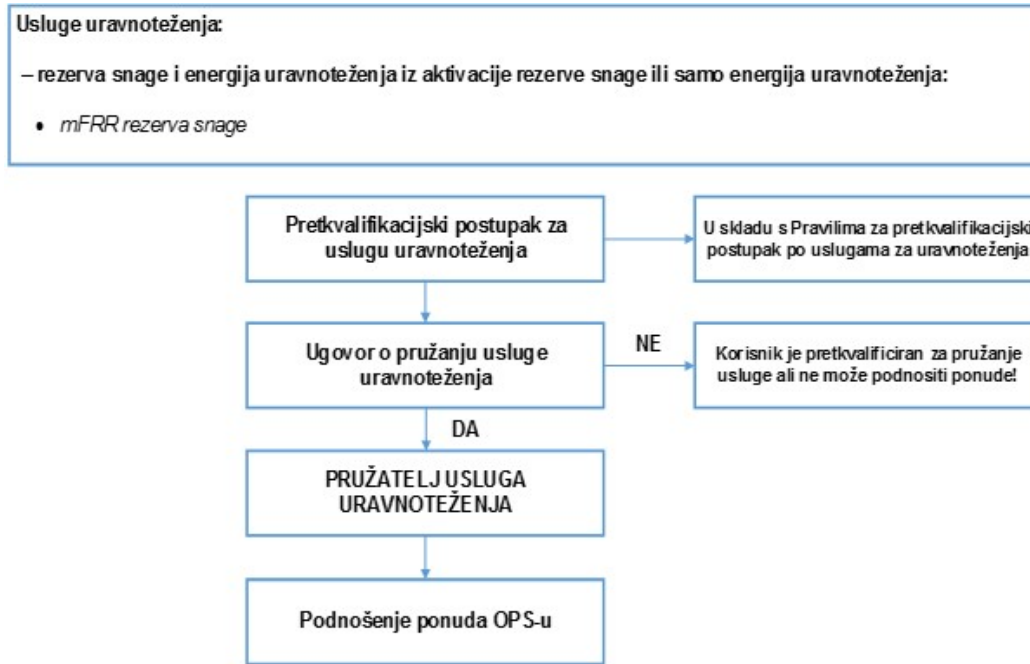 Usluge uravnoteženja:
– rezerva snage i energija uravnoteženja iz aktivacije rezerve snage ili samo energija uravnoteženja:
• mFRR rezerva snage
Pretkvalifikacijski postupak za
uslugu uravnoteženja
U skladu s Pravilima za pretkvalifikacijski
postupak po uslugama za uravnoteženja
Ugovor o pružanju usluge
uravnoteženja
NE
Korisnik je pretkvalificiran za pružanje
usluge ali ne može podnositi ponude!
DA
PRUŽATELJ USLUGA
URAVNOTEŽENJA
Podnošenje ponuda OPS-u